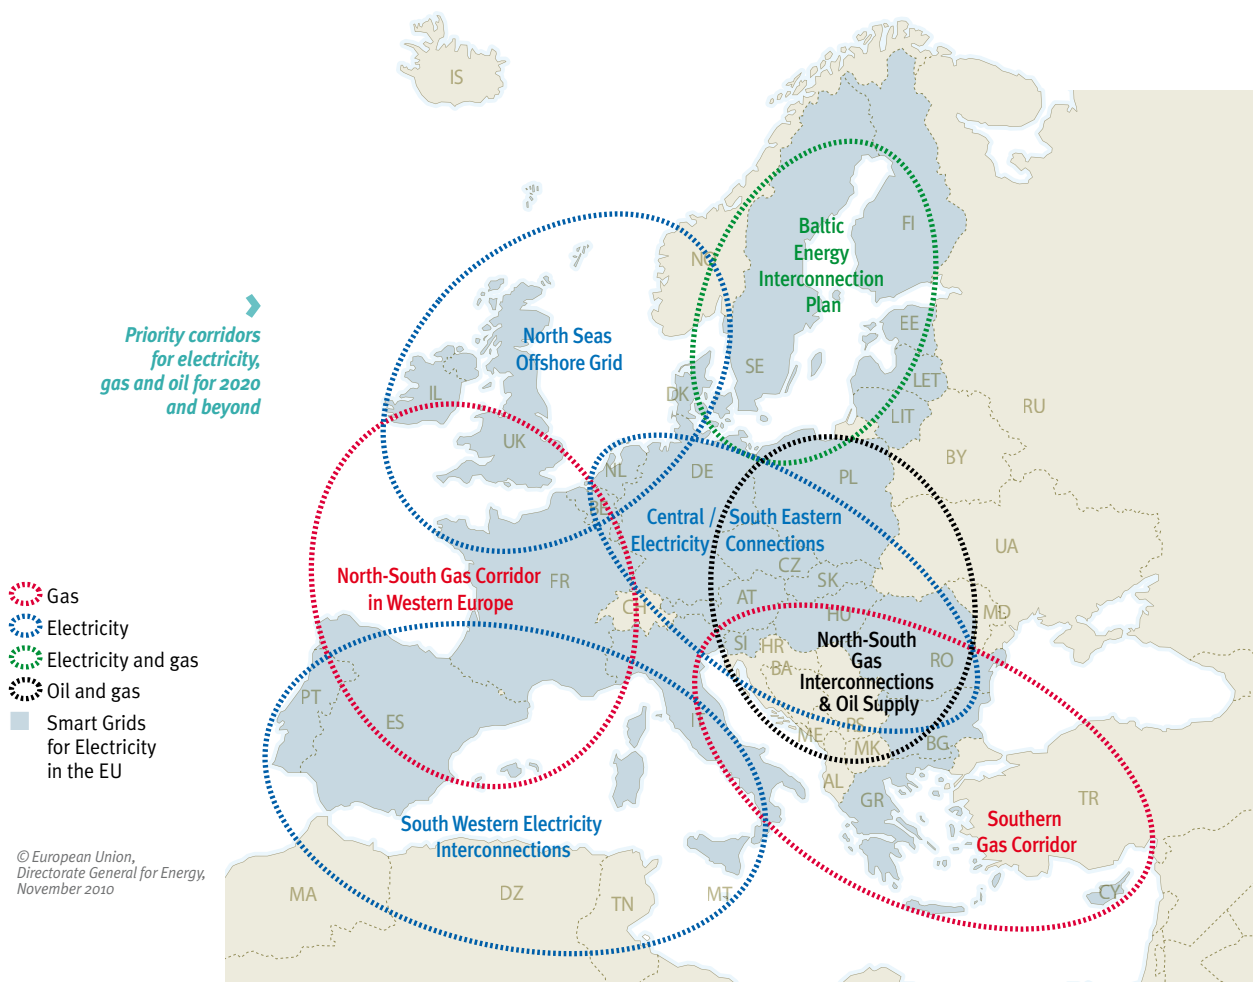 IS
Baltic
Energy
Interconnection
Plan
FI
NO
Priority corridors
for electricity,
gas and oil for 2020
and beyond
North Seas
Offshore Grid
EE
SE
LET
IL
DK
LIT
RU
UK
NL
DE
PL
BY
BE
Central / South Eastern
Electricity Connections
UA
CZ
SK
FR
North-South Gas Corridor
in Western Europe
CH
AT
HU
MD
Gas
Electricity
Electricity and gas
Oil and gas
Smart Grids
for Electricity
in the EU
SI
HR
BA
North-South
Gas
Interconnections
& Oil Supply
RO
PT
ES
IT
RS
ME
MK
BG
AL
GR
TR
South Western Electricity
Interconnections
Southern
Gas Corridor
© European Union,
Directorate General for Energy,
November 2010
MA
DZ
TN
MT
CY